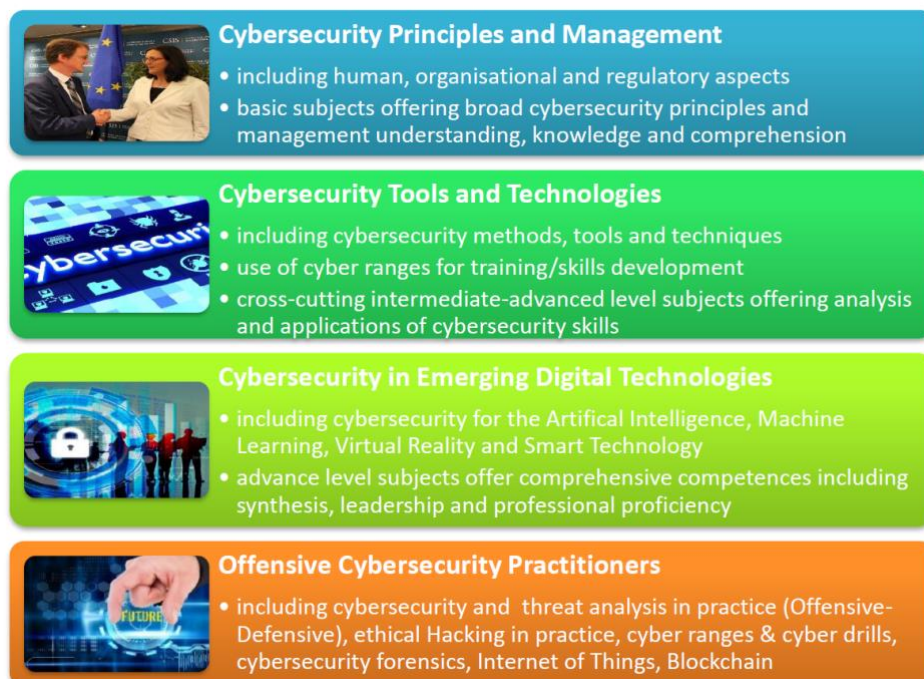 Cybersecurity Principles and Management
• including human, organisational and regulatory aspects
• basic subjects offering broad cybersecurity principles and
management understanding, knowledge and comprehension
Cybersecurity Tools and Technologies
cybersecuri
• including cybersecurity methods, tools and techniques
• use of cyber ranges for training/skills development
• cross-cutting intermediate-advanced level subjects offering analysis
and applications of cybersecurity skills
Cybersecurity in Emerging Digital Technologies
• including cybersecurity for the Artifical Intelligence, Machine
Learning, Virtual Reality and Smart Technology
• advance level subjects offer comprehensive competences including
synthesis, leadership and professional proficiency
Offensive Cybersecurity Practitioners
FUTURE
• including cybersecurity and  threat analysis in practice (Offensive-
Defensive), ethical Hacking in practice, cyber ranges & cyber drills,
cybersecurity forensics, Internet of Things, Blockchain